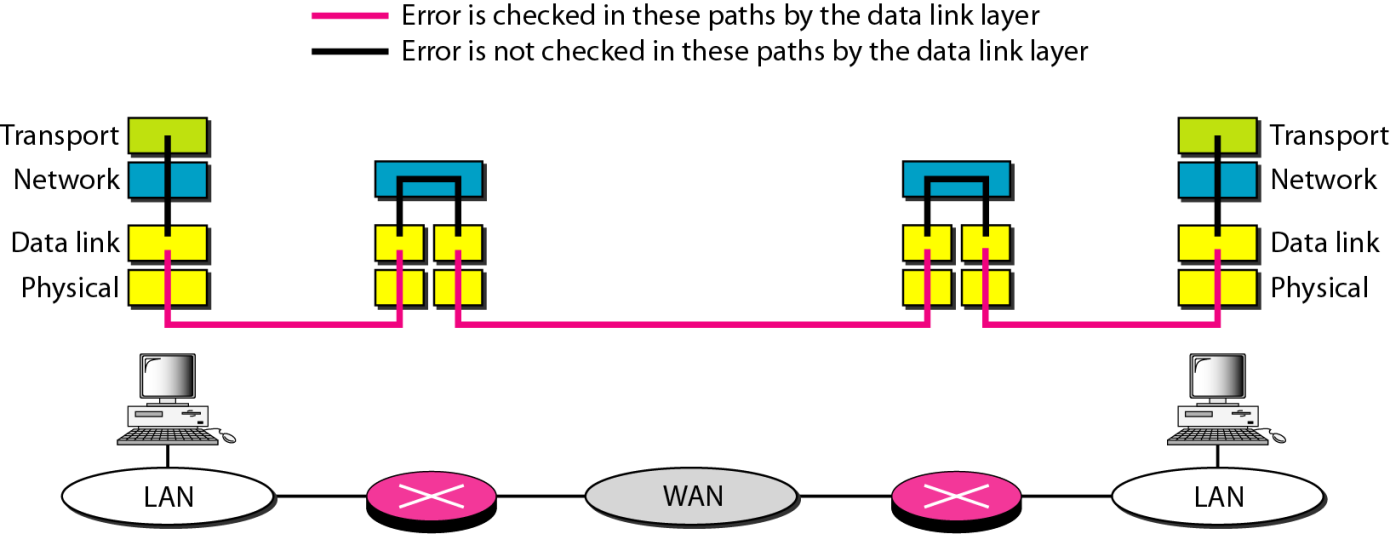 Error is checked in these paths by the data link layer
Error is not checked in these paths by the data link layer
Transport
Network
Data link
Physical
Transport
Network
Data link
Physical
LAN
WAN
LAN